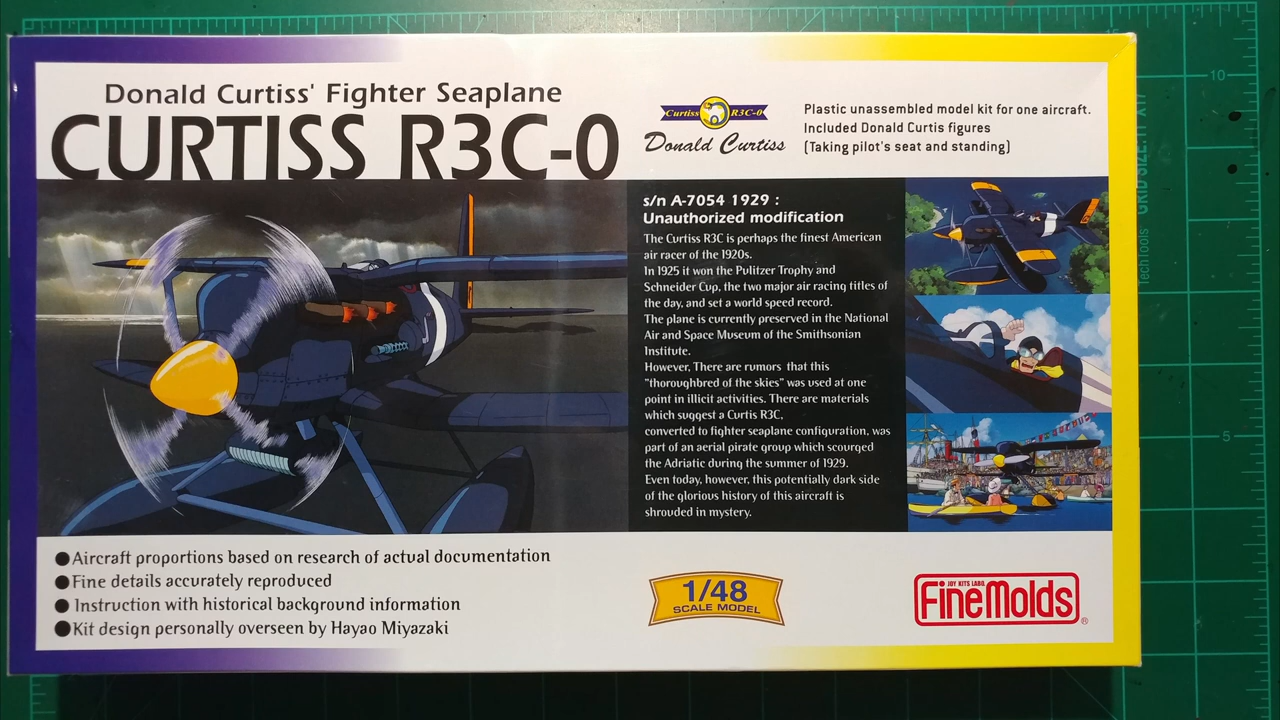 Donald Curtiss' Fighter Seaplane
CURTISS R3C-0
Curtiss R3C-0
Donald Curtiss
Plastic unassembled model kit for one aircraft.
Included Donald Curtis figures
(Taking pilot's seat and standing)
s/n A-7054 1929 :
Unauthorized modification
The Curtiss R3C is perhaps the finest American
air racer of the 1920s.
In 1925 it won the Pulitzer Trophy and
Schneider Cup, the two major air racing titles of
the day, and set a world speed record.
The plane is currently preserved in the National
Air and Space Museum of the Smithsonian
Institute.
However, There are rumors that this
"thoroughbred of the skies" was used at one
point in illicit activities. There are materials
which suggest a Curtis R3C,
converted to fighter seaplane configuration, was
part of an aerial pirate group which scourged
the Adriatic during the summer of 1929.
Even today, however, this potentially dark side
of the glorious history of this aircraft is
shrouded in mystery.
●Aircraft proportions based on research of actual documentation
●Fine details accurately reproduced
●Instruction with historical background information
●Kit design personally overseen by Hayao Miyazaki
1/48
SCALE MODEL
JOY KITS LABO.
FineMolds®
10
5
TechTools GRID SIZE:11" X 17"